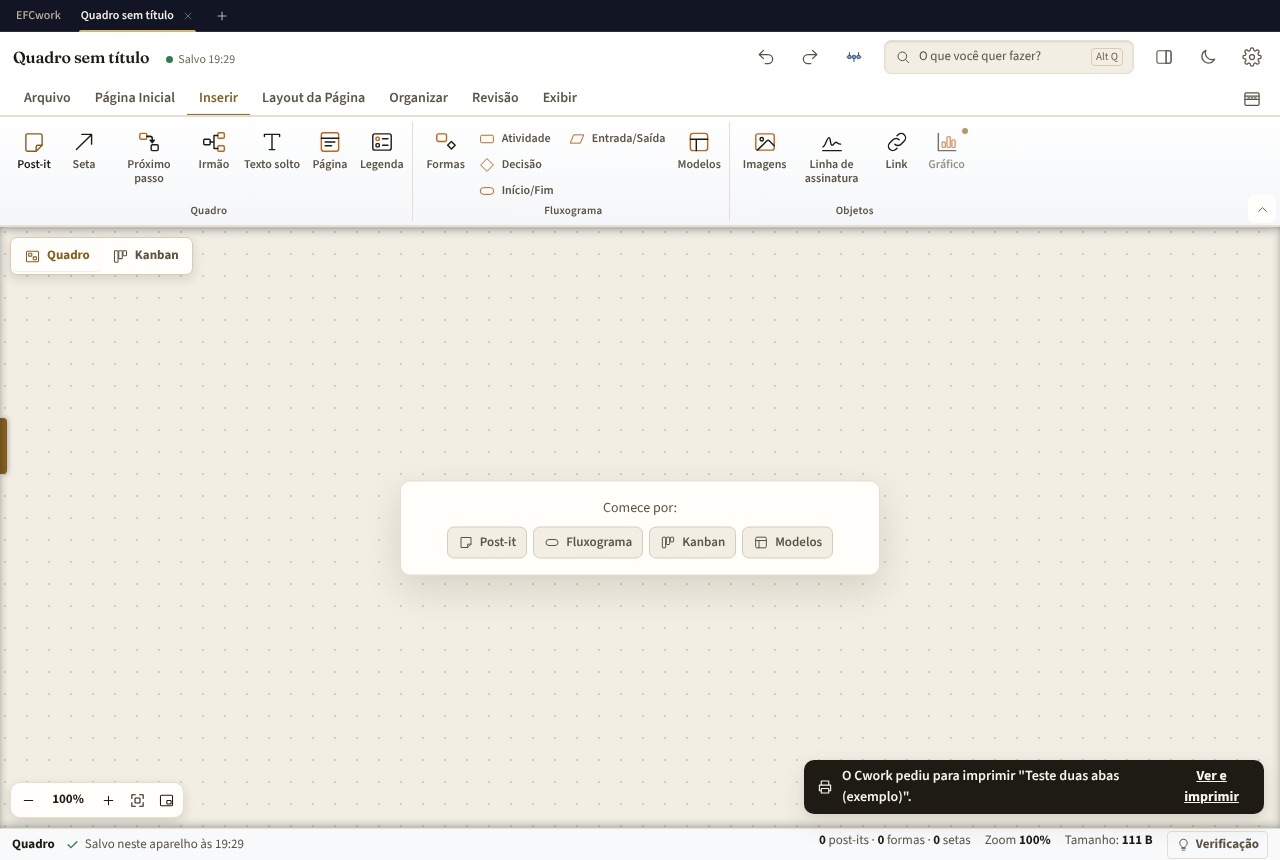 EFCwork
Quadro sem título
Quadro sem título
Salvo 19:29
O que você quer fazer?
Alt Q
Arquivo
Página Inicial
Inserir
Layout da Página
Organizar
Revisão
Exibir
Post-it
Seta
Próximo
passo
Irmão
Texto solto
Página
Legenda
Quadro
Formas
Atividade
Entrada/Saída
Decisão
Início/Fim
Modelos
Fluxograma
Imagens
Linha de
assinatura
Link
Gráfico
Objetos
Quadro
Kanban
Comece por:
Post-it
Fluxograma
Kanban
Modelos
100%
O Cwork pediu para imprimir "Teste duas abas
(exemplo)".
Ver e
imprimir
Quadro
Salvo neste aparelho às 19:29
0 post-its · 0 formas · 0 setas
Zoom 100%
Tamanho: 111 B
Verificação